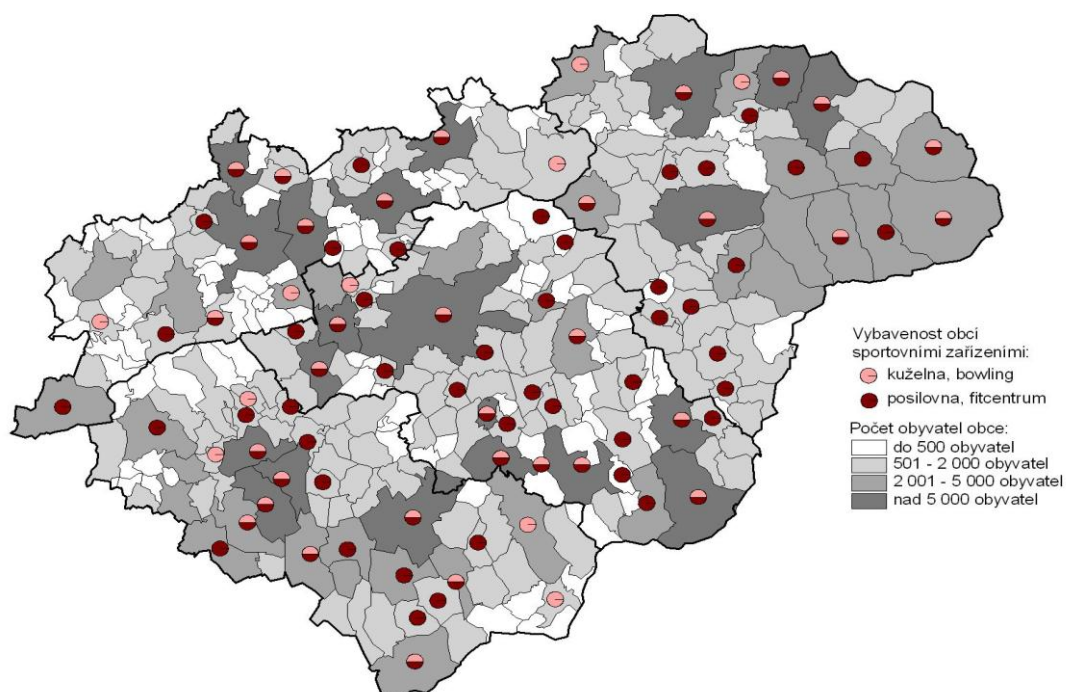 Vybavenost obcí
sportovními zařízeními:
kuželna, bowling
posilovna, fitcentrum
Počet obyvatel obce:
do 500 obyvatel
501 - 2 000 obyvatel
2 001 - 5 000 obyvatel
nad 5 000 obyvatel